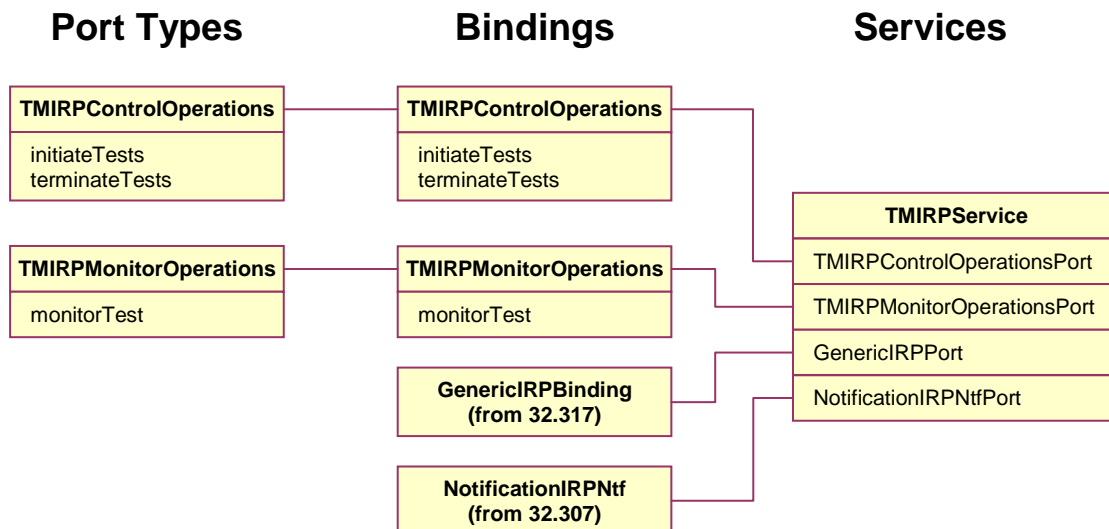 Port Types
Bindings
Services
TMIRPControlOperations
initiateTests
terminateTests
TMIRPMonitorOperations
monitorTest
TMIRPControlOperations
initiateTests
terminateTests
TMIRPMonitorOperations
monitorTest
GenericIRPBinding
(from 32.317)
NotificationIRPNtf
(from 32.307)
TMIRPService
TMIRPControlOperationsPort
TMIRPMonitorOperationsPort
GenericIRPPort
NotificationIRPNtfPort